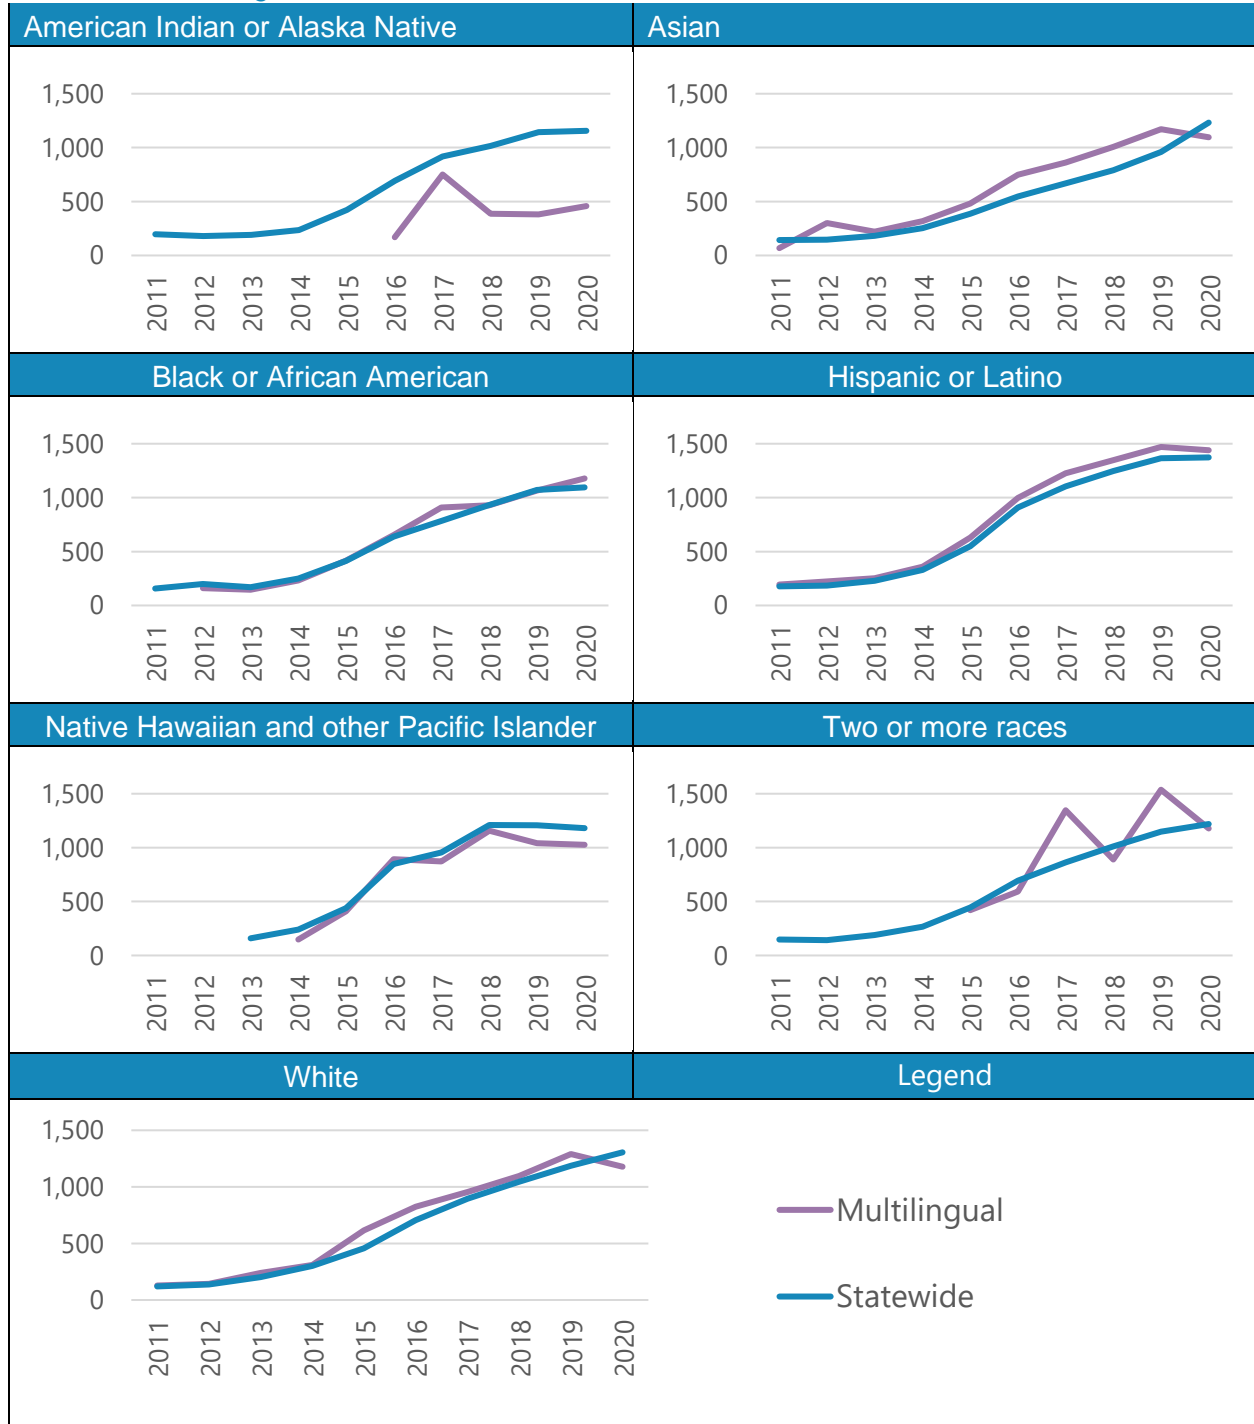 American Indian or Alaska Native
Asian
1,500
1,000
500
0
2011 2012 2013 2014 2015 2016 2017 2018 2019 2020
1,500
1,000
500
0
2011 2012 2013 2014 2015 2016 2017 2018 2019 2020
Black or African American
Hispanic or Latino
1,500
1,000
500
0
2011 2012 2013 2014 2015 2016 2017 2018 2019 2020
1,500
1,000
500
0
2011 2012 2013 2014 2015 2016 2017 2018 2019 2020
Native Hawaiian and other Pacific Islander
Two or more races
1,500
1,000
500
0
2011 2012 2013 2014 2015 2016 2017 2018 2019 2020
1,500
1,000
500
0
2011 2012 2013 2014 2015 2016 2017 2018 2019 2020
White
Legend
1,500
1,000
500
0
2011 2012 2013 2014 2015 2016 2017 2018 2019 2020
Multilingual
Statewide